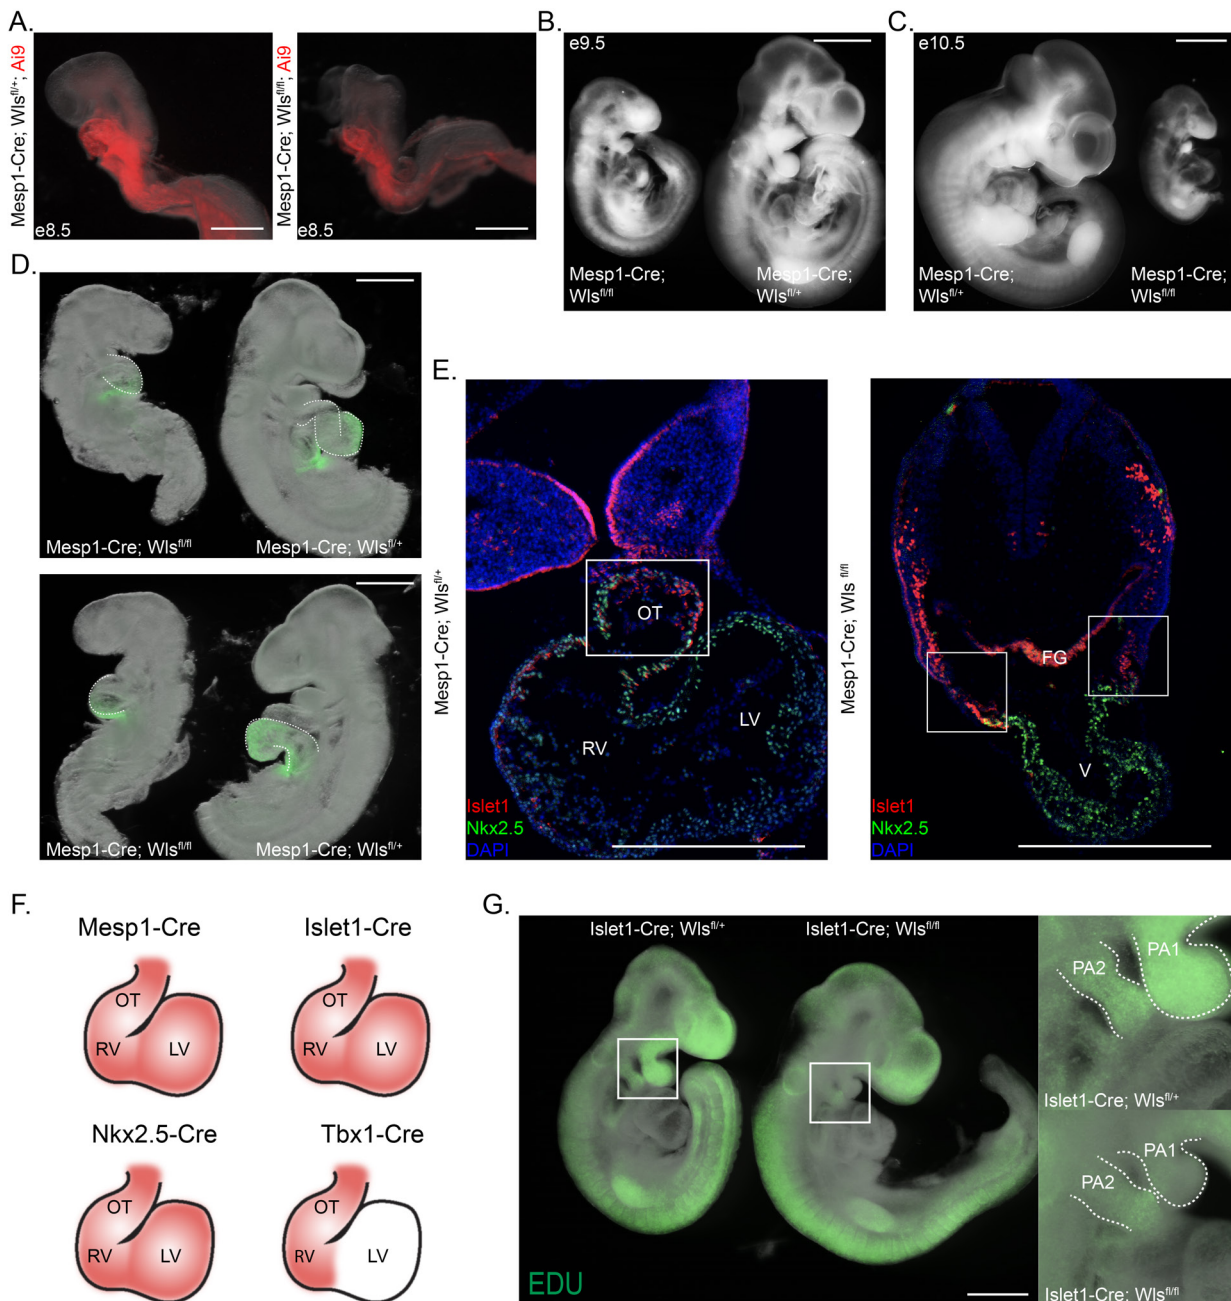 A.
Mesp1-Cre; Wls fl/+; Ai9
e8.5
Mesp1-Cre; Wls fl/fl; Ai9
e8.5
B.
e9.5
Mesp1-Cre;
Wls fl/fl
Mesp1-Cre;
Wls fl/+
C.
e10.5
Mesp1-Cre;
Wls fl/+
Mesp1-Cre;
Wls fl/fl
D.
Mesp1-Cre; Wls fl/fl
Mesp1-Cre; Wls fl/+
Mesp1-Cre; Wls fl/fl
Mesp1-Cre; Wls fl/+
E.
Mesp1-Cre; Wls fl/+
OT
RV
LV
Islet1
Nkx2.5
DAPI
Mesp1-Cre; Wls fl/fl
FG
V
Islet1
Nkx2.5
DAPI
F.
Mesp1-Cre
OT
RV
LV
Islet1-Cre
OT
RV
LV
Nkx2.5-Cre
OT
RV
LV
Tbx1-Cre
OT
RV
LV
G.
Islet1-Cre; Wls fl/+
Islet1-Cre; Wls fl/fl
EDU
PA2
PA1
Islet1-Cre; Wls fl/+
PA2
PA1
Islet1-Cre; Wls fl/fl